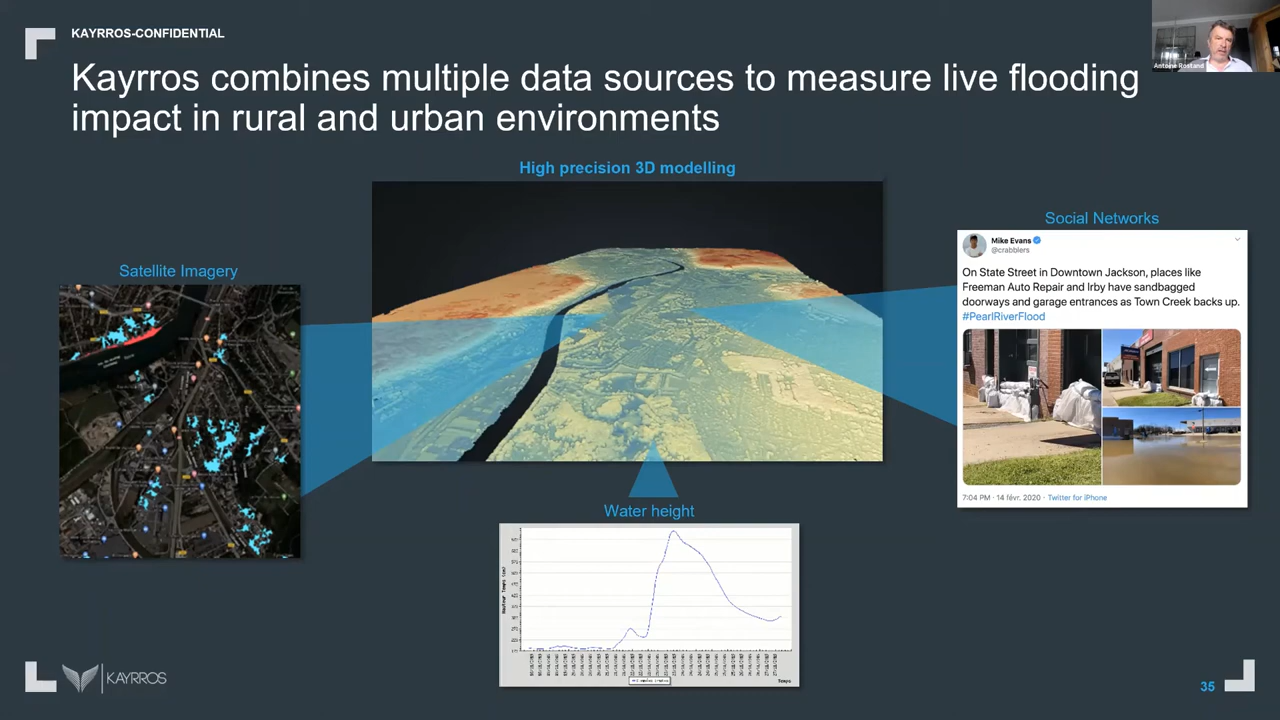 KAYRROS-CONFIDENTIAL
Kayrros combines multiple data sources to measure live flooding
impact in rural and urban environments
Antoine Rostand
High precision 3D modelling
Satellite Imagery
Social Networks
Mike Evans
@crabblers
On State Street in Downtown Jackson, places like
Freeman Auto Repair and Irby have sandbagged
doorways and garage entrances as Town Creek backs up.
#PearlRiverFlood
7:04 PM · 14 févr. 2020 · Twitter for iPhone
Water height
Temps
KAYRROS
35